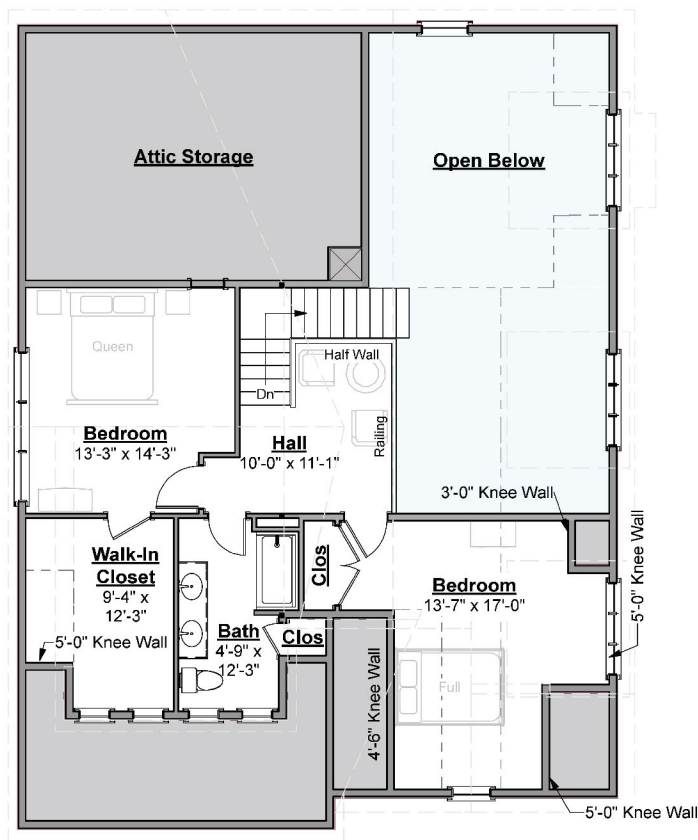 Attic Storage
Open Below
Queen
Half Wall
Dn
Railing
Bedroom
13'-3" x 14'-3"
Hall
10'-0" x 11'-1"
3'-0" Knee Wall
Walk-In
Closet
9'-4" x
12'-3"
5'-0" Knee Wall
Clos
Bath
4'-9" x
12'-3"
Clos
Bedroom
13'-7" x 17'-0"
5'-0" Knee Wall
4'-6" Knee Wall
Full
5'-0" Knee Wall